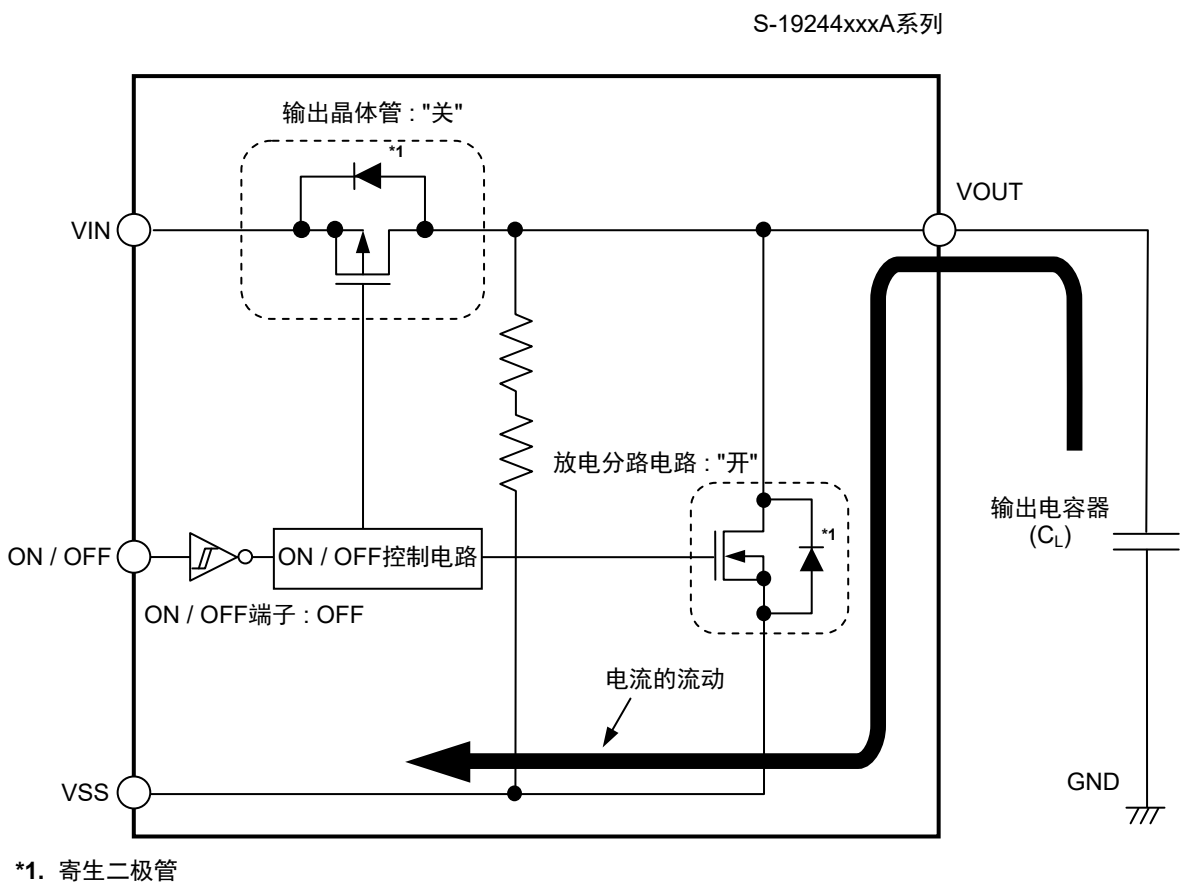 S-19244xxxA系列
输出晶体管 : "关"
*1
VOUT
VIN
放电分路电路 : "开"
*1
输出电容器
(CL)
ON / OFF
ON / OFF控制电路
ON / OFF端子 : OFF
电流的流动
GND
VSS
*1. 寄生二极管